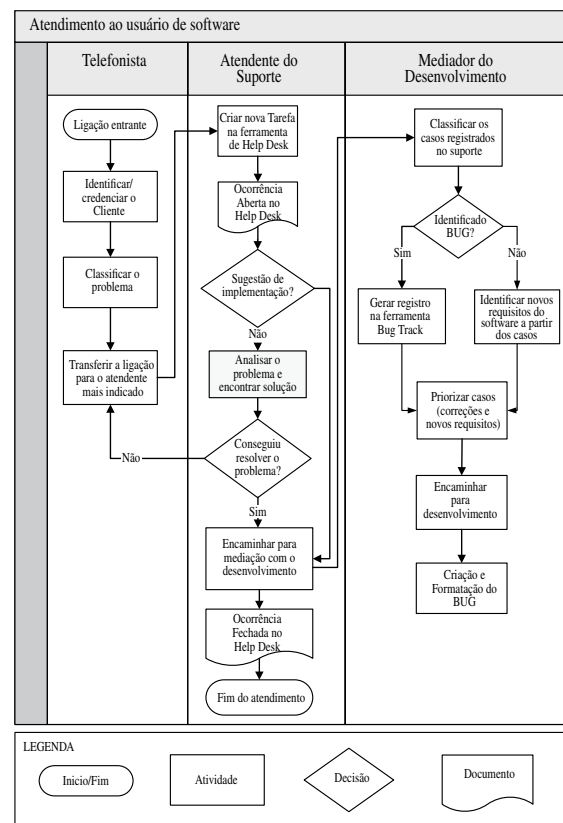 Atendimento ao usuário de software
Telefonista
Atendente do
Suporte
Mediador do
Desenvolvimento
Ligação entrante
Identificar/
credenciar o
Cliente
Classificar o
problema
Transferir a ligação
para o atendente
mais indicado
Criar nova Tarefa
na ferramenta
de Help Desk
Ocorrência
Aberta no
Help Desk
Sugestão de
implementação?
Não
Analisar o
problema e
encontrar solução
Conseguiu
resolver o
problema?
Não
Sim
Encaminhar para
mediação com o
desenvolvimento
Ocorrência
Fechada no
Help Desk
Fim do atendimento
Classificar os
casos registrados
no suporte
Identificado
BUG?
Sim
Não
Gerar registro
na ferramenta
Bug Track
Identificar novos
requisitos do
software a partir
dos casos
Priorizar casos
(correções e
novos requisitos)
Encaminhar
para
desenvolvimento
Criação e
Formatação do
BUG
LEGENDA
Inicio/Fim
Atividade
Decisão
Documento